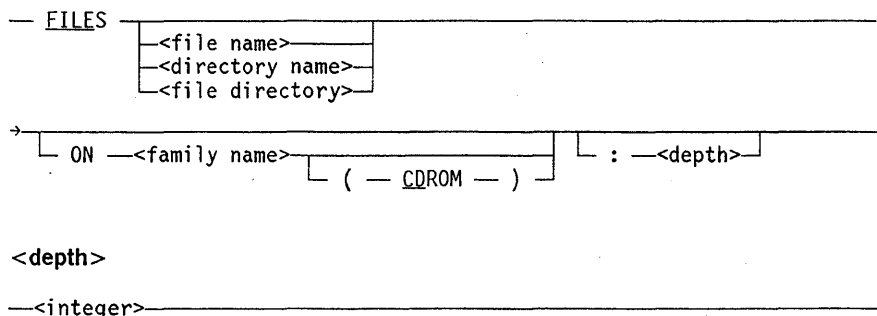 FILES
<file name>
<directory name>
<file directory>
ON <family name>
( CDROM )
: <depth>
<depth>
<integer>